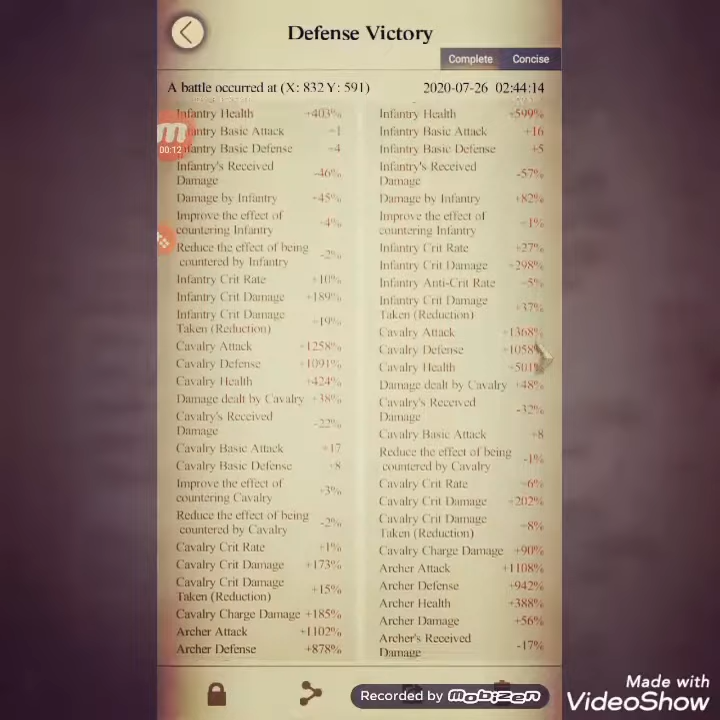 Defense Victory
Complete
Concise
A battle occurred at (X: 832 Y: 591)
2020-07-26 02:44:14
Infantry Health +403%
Infantry Basic Attack +1
Infantry Basic Defense +4
Infantry's Received
Damage -46%
Damage by Infantry +45%
Improve the effect of
countering Infantry +4%
Reduce the effect of being
countered by Infantry -2%
Infantry Crit Rate +10%
Infantry Crit Damage +189%
Infantry Crit Damage
Taken (Reduction) +19%
Cavalry Attack +1258%
Cavalry Defense +1091%
Cavalry Health +424%
Damage dealt by Cavalry +38%
Cavalry's Received
Damage -22%
Cavalry Basic Attack +17
Cavalry Basic Defense +8
Improve the effect of
countering Cavalry +3%
Reduce the effect of being
countered by Cavalry -2%
Cavalry Crit Rate +1%
Cavalry Crit Damage +173%
Cavalry Crit Damage
Taken (Reduction) +15%
Cavalry Charge Damage +185%
Archer Attack +1102%
Archer Defense +878%
Infantry Health +599%
Infantry Basic Attack +16
Infantry Basic Defense +5
Infantry's Received
Damage -57%
Damage by Infantry +82%
Improve the effect of
countering Infantry +1%
Infantry Crit Rate +27%
Infantry Crit Damage +298%
Infantry Anti-Crit Rate +5%
Infantry Crit Damage
Taken (Reduction) +37%
Cavalry Attack +1368%
Cavalry Defense +1058%
Cavalry Health +501%
Damage dealt by Cavalry +48%
Cavalry's Received
Damage -32%
Cavalry Basic Attack +8
Reduce the effect of being
countered by Cavalry -1%
Cavalry Crit Rate +6%
Cavalry Crit Damage +202%
Cavalry Crit Damage
Taken (Reduction) +8%
Cavalry Charge Damage +90%
Archer Attack +1108%
Archer Defense +942%
Archer Health +388%
Archer Damage +56%
Archer's Received
Damage -17%
00:12
Recorded by mobizen
Made with
VideoShow